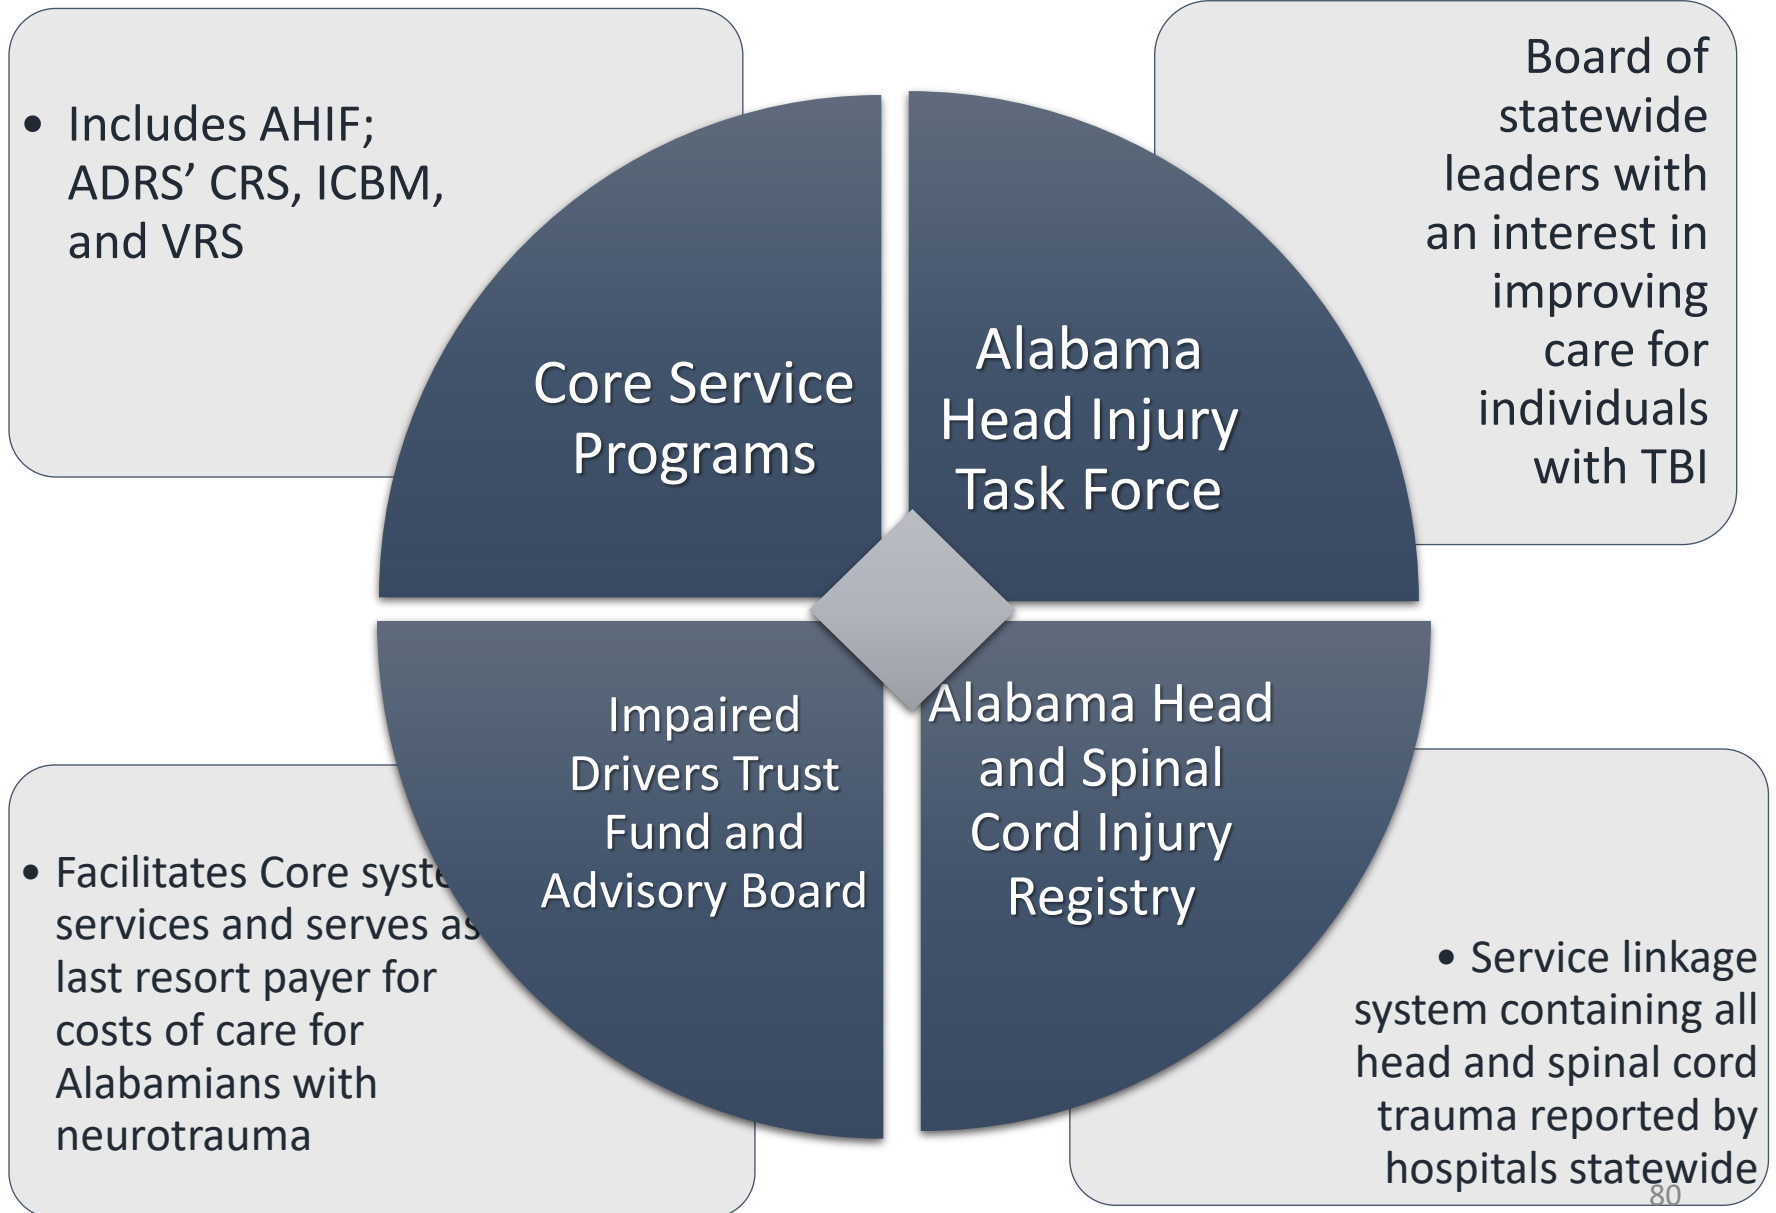 • Includes AHIF;
ADRS’ CRS, ICBM,
and VRS
Core Service
Programs
Board of
statewide
leaders with
an interest in
improving
care for
individuals
with TBI
Alabama
Head Injury
Task Force
• Facilitates Core
services and serves as
last resort payer for
costs of care for
Alabamians with
neurotrauma
Impaired
Drivers Trust
Fund and
Advisory Board
Alabama Head
and Spinal
Cord Injury
Registry
• Service linkage
system containing all
head and spinal cord
trauma reported by
hospitals statewide
80